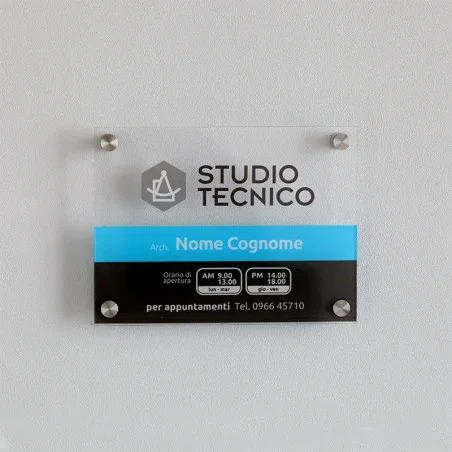 STUDIO
TECNICO
Arch. Nome Cognome
Orario di
apertura
AM 9.00
13.00
lun - mar
PM 14.00
18.00
gio - ven
per appuntamenti Tel. 0966 45710